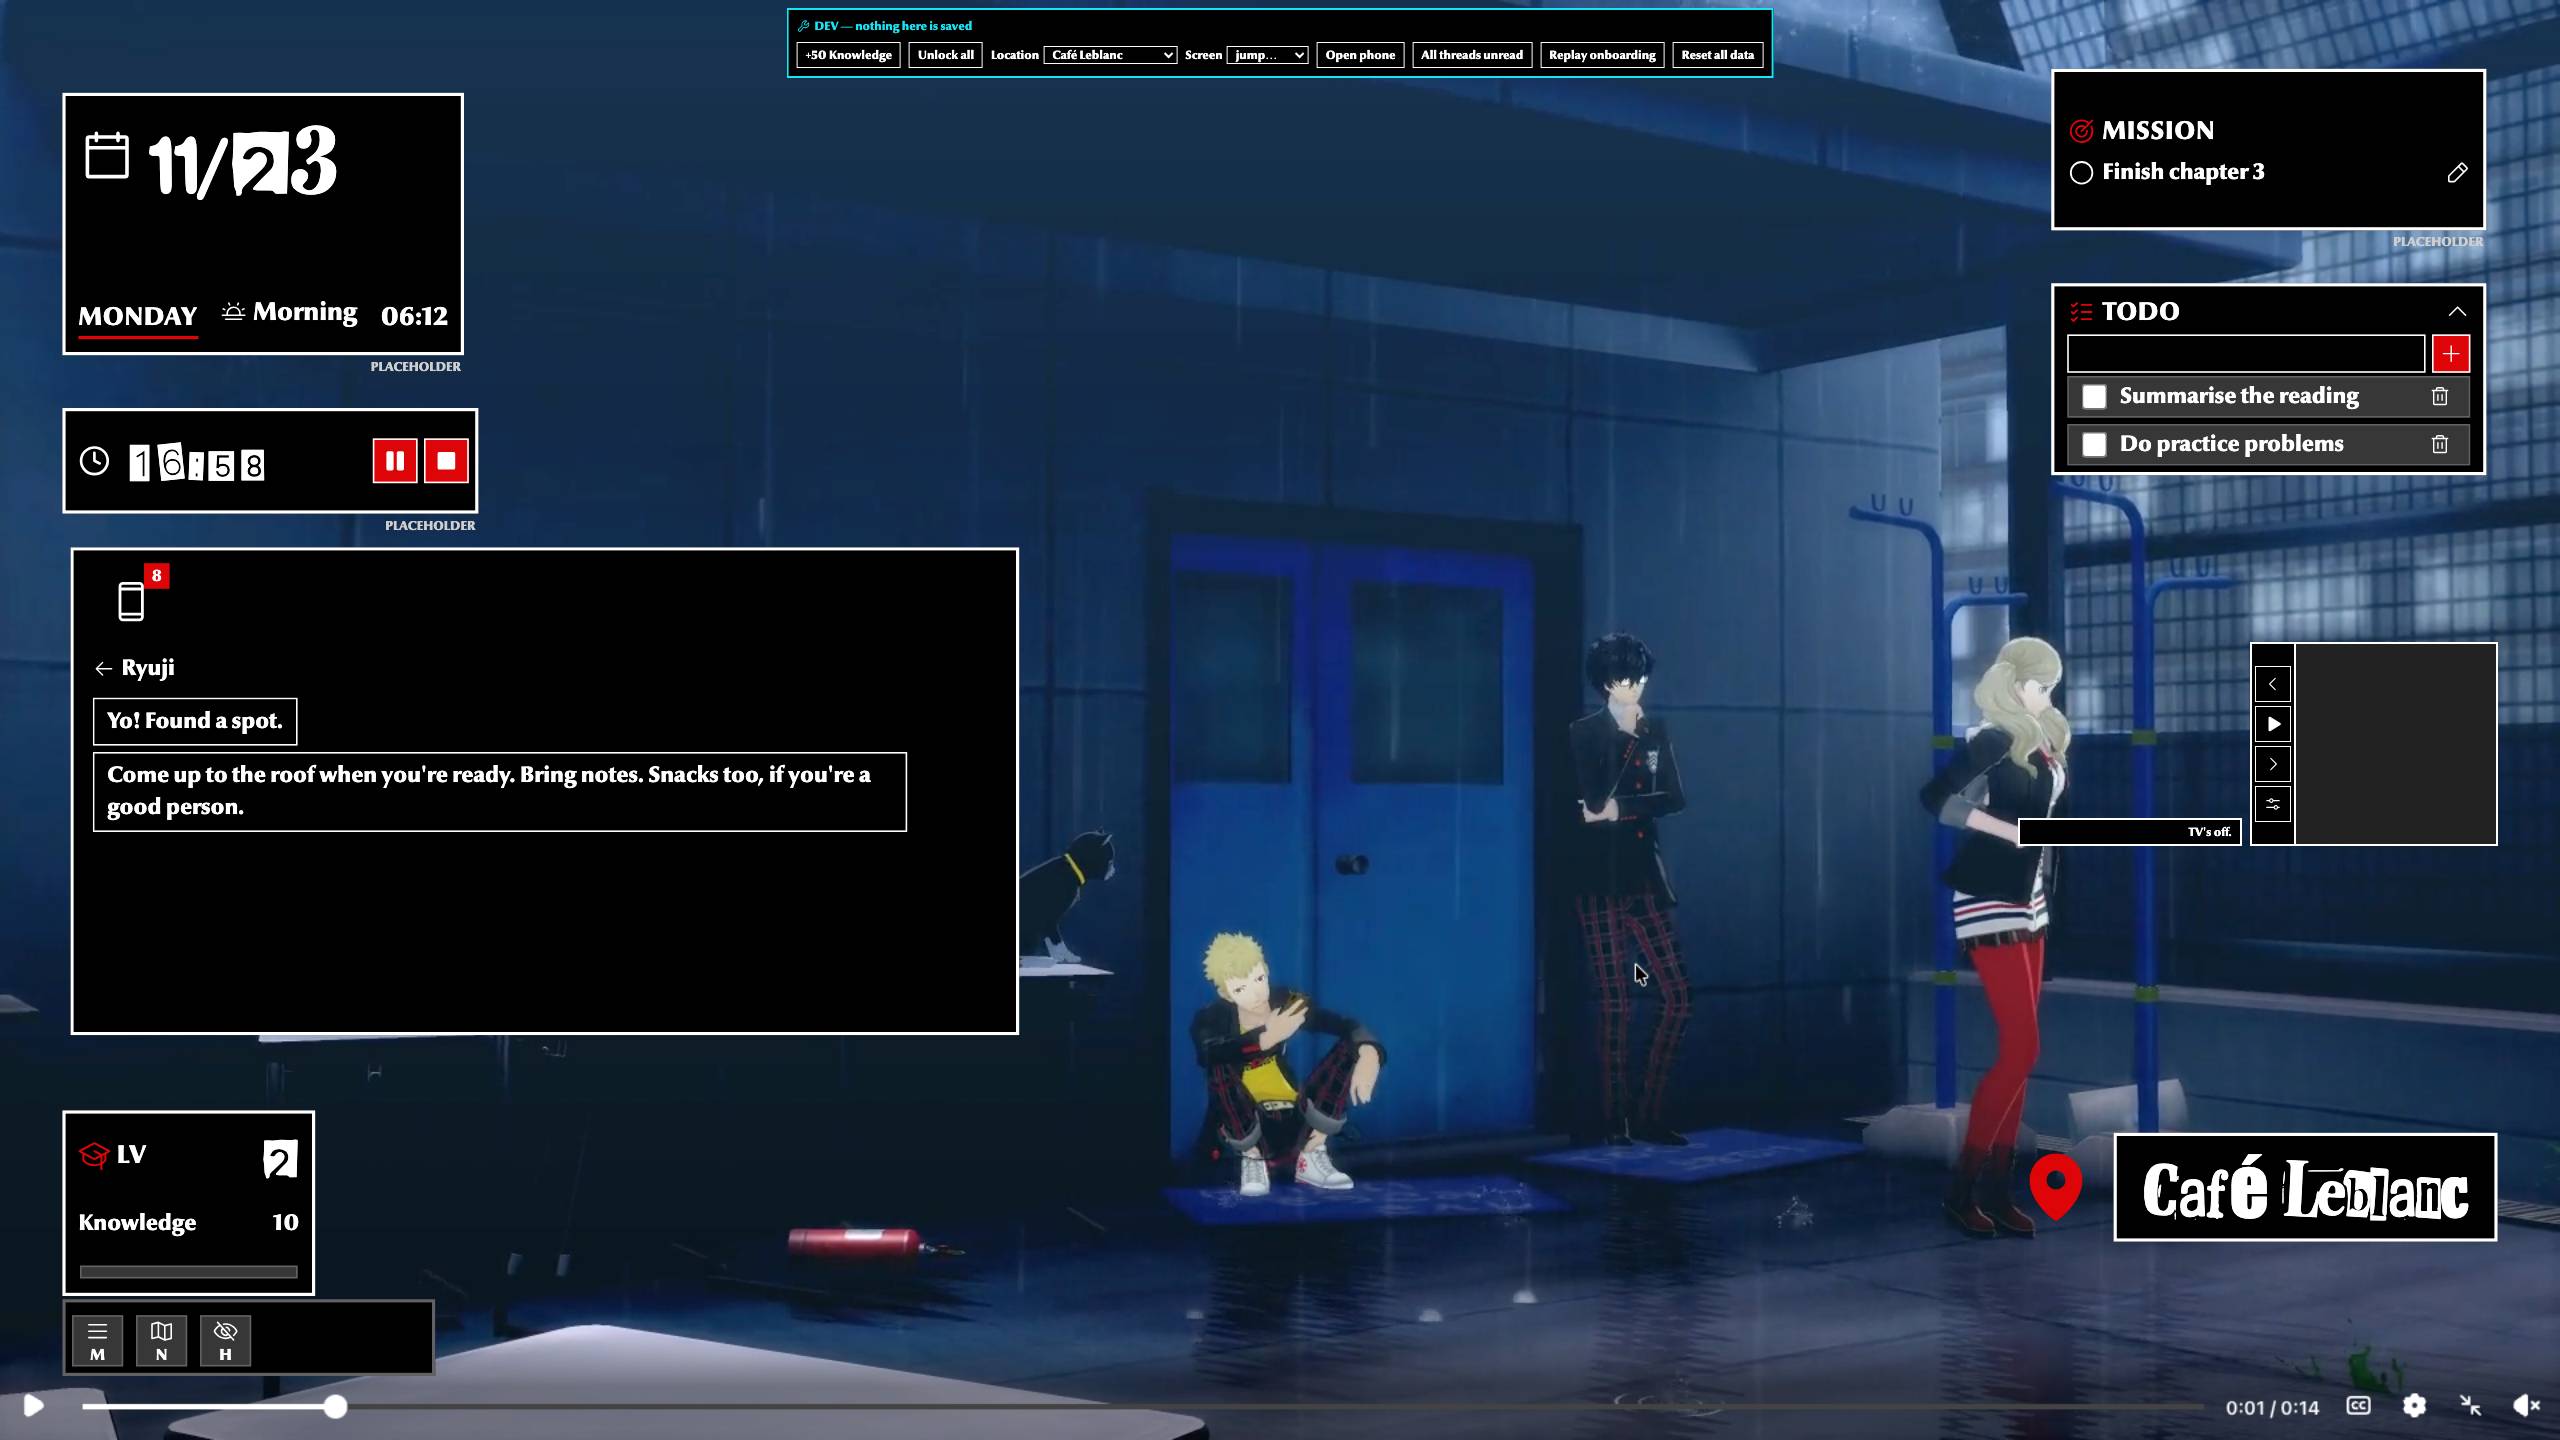 DEV — nothing here is saved
+50 Knowledge Unlock all Location Café Leblanc Screen jump... Open phone All threads unread Replay onboarding Reset all data
11/23
MONDAY Morning 06:12
PLACEHOLDER
16:58
PLACEHOLDER
8
Ryuji
Yo! Found a spot.
Come up to the roof when you're ready. Bring notes. Snacks too, if you're a
good person.
LV 2
Knowledge 10
M N H
MISSION
Finish chapter 3
PLACEHOLDER
TODO
Summarise the reading
Do practice problems
TV's off.
Café Leblanc
0:01 / 0:14
CC